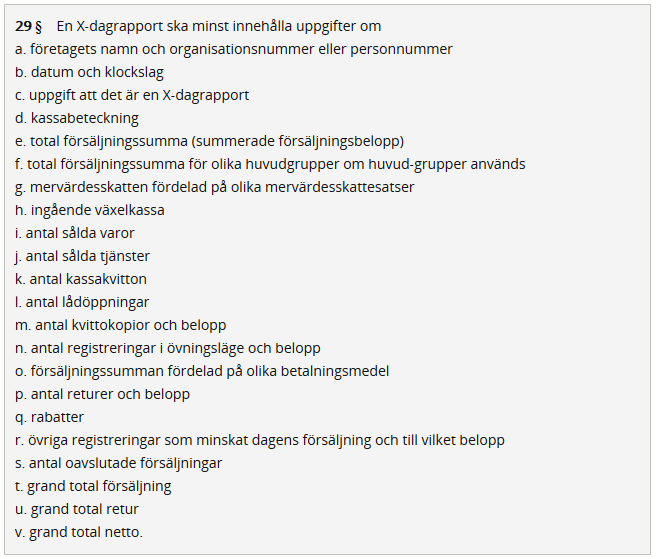 29 § En X-dagrapport ska minst innehålla uppgifter om
a. företagets namn och organisationsnummer eller personnummer
b. datum och klockslag
c. uppgift att det är en X-dagrapport
d. kassabeteckning
e. total försäljningssumma (summerade försäljningsbelopp)
f. total försäljningssumma för olika huvudgrupper om huvud-grupper används
g. mervärdesskatten fördelad på olika mervärdesskattesatser
h. ingående växelkassa
i. antal sålda varor
j. antal sålda tjänster
k. antal kassakvitton
l. antal lådöppningar
m. antal kvittokopior och belopp
n. antal registreringar i övningsläge och belopp
o. försäljningssumman fördelad på olika betalningsmedel
p. antal returer och belopp
q. rabatter
r. övriga registreringar som minskat dagens försäljning och till vilket belopp
s. antal oavslutade försäljningar
t. grand total försäljning
u. grand total retur
v. grand total netto.